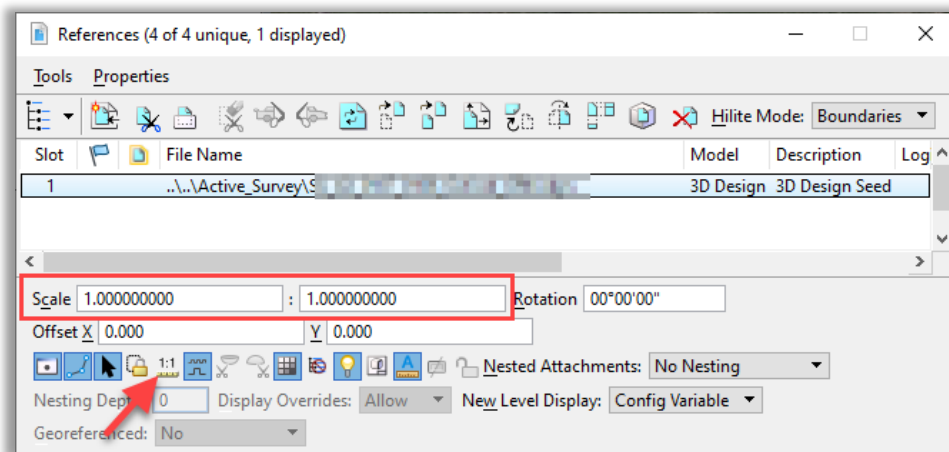 References (4 of 4 unique, 1 displayed)
Tools Properties
Hilite Mode: Boundaries
Slot File Name Model Description Log
1 ..\..\Active_Survey\S 3D Design 3D Design Seed
Scale 1.000000000 : 1.000000000 Rotation 00°00'00"
Offset X 0.000 Y 0.000
1:1 A Nested Attachments: No Nesting
Nesting Depth 0 Display Overrides: Allow New Level Display: Config Variable
Georeferenced: No